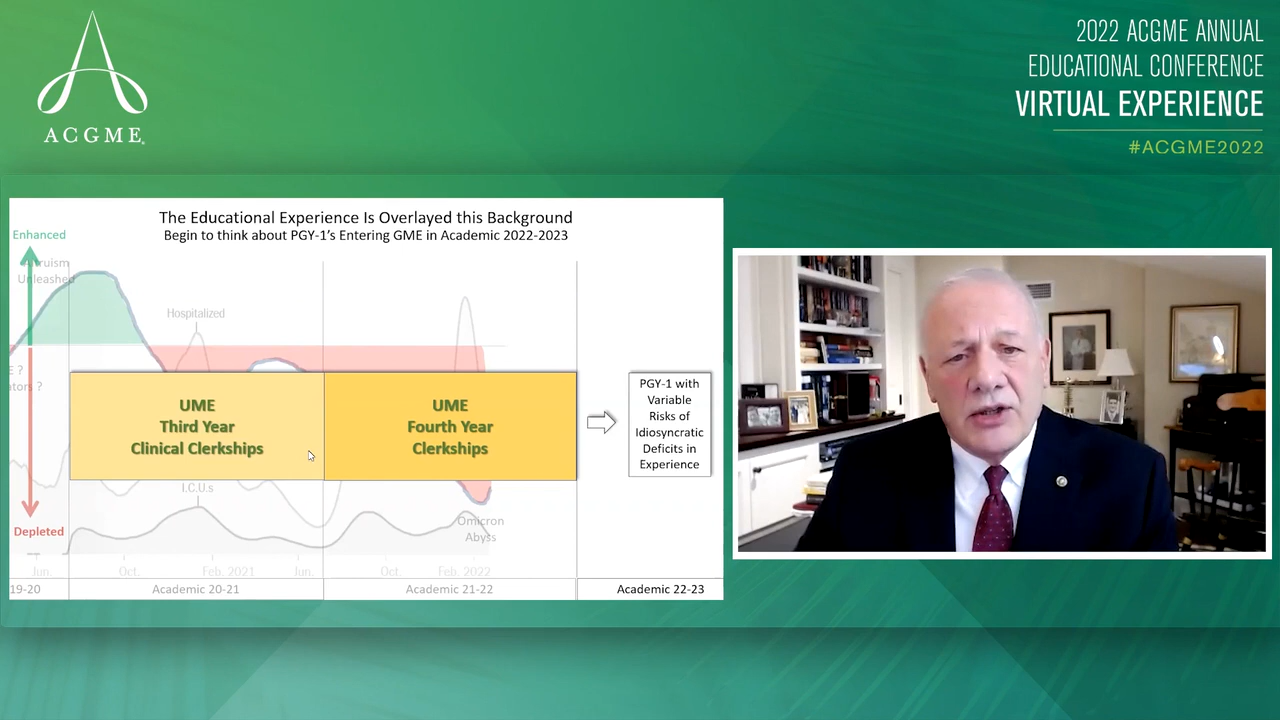 ACGME
2022 ACGME ANNUAL
EDUCATIONAL CONFERENCE
VIRTUAL EXPERIENCE
#ACGME2022
The Educational Experience Is Overlayed this Background
Begin to think about PGY-1's Entering GME in Academic 2022-2023
Enhanced
Unleashed
Hospitalized
E ?
ators ?
UME
Third Year
Clinical Clerkships
UME
Fourth Year
Clerkships
PGY-1 with
Variable
Risks of
Idiosyncratic
Deficits in
Experience
I.C.U.s
Depleted
Omicron
Abyss
Jun.
Oct.
Feb. 2021
Jun.
Oct.
Feb. 2022
19-20
Academic 20-21
Academic 21-22
Academic 22-23